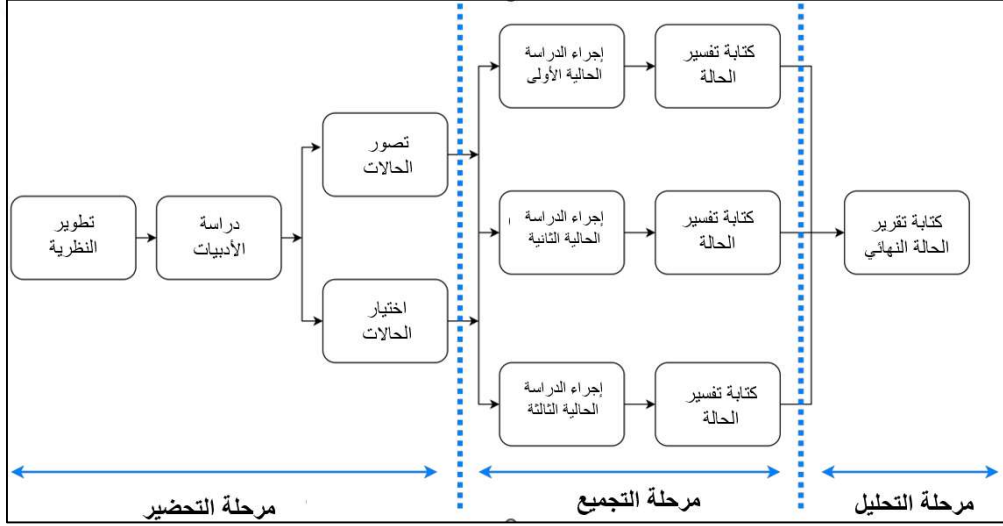 تطوير
النظرية
دراسة
الأدبيات
تصور
الحالات
اختيار
الحالات
إجراء الدراسة
الحالية الأولى
كتابة تفسير
الحالة
إجراء الدراسة
الحالية الثانية
كتابة تفسير
الحالة
إجراء الدراسة
الحالية الثالثة
كتابة تفسير
الحالة
كتابة تقرير
الحالة النهائي
مرحلة التحضير
مرحلة التجميع
مرحلة التحليل